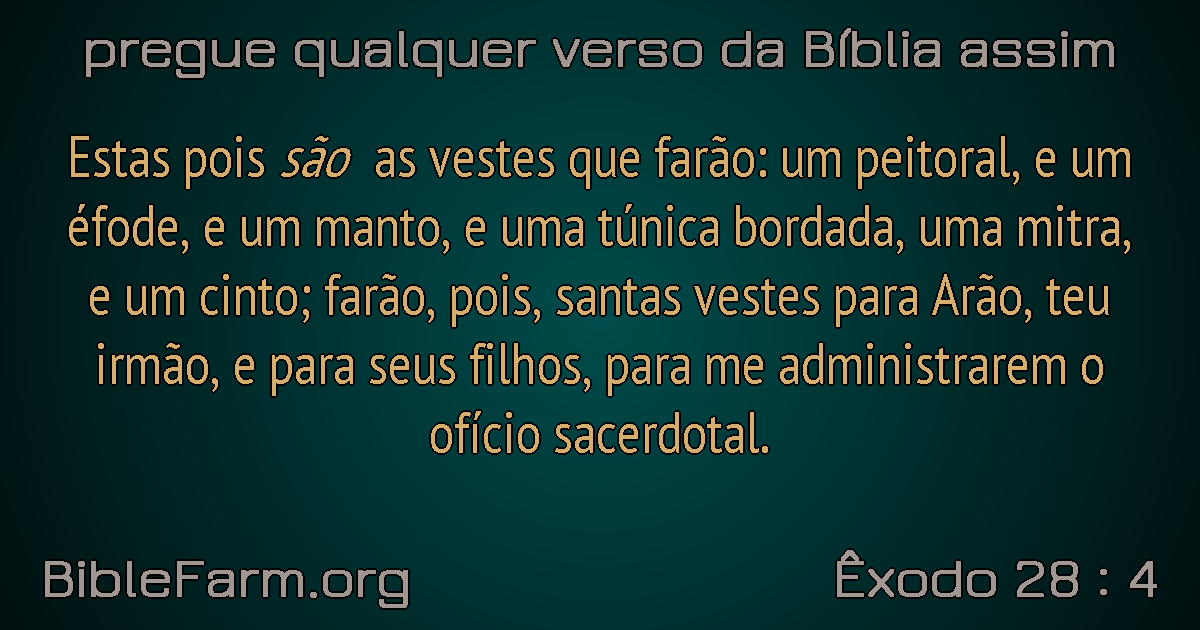 pregue qualquer verso da Bíblia assim
Estas pois são as vestes que farão: um peitoral, e um
éfode, e um manto, e uma túnica bordada, uma mitra,
e um cinto; farão, pois, santas vestes para Arão, teu
irmão, e para seus filhos, para me administrarem o
ofício sacerdotal.
BibleFarm.org
Êxodo 28 : 4